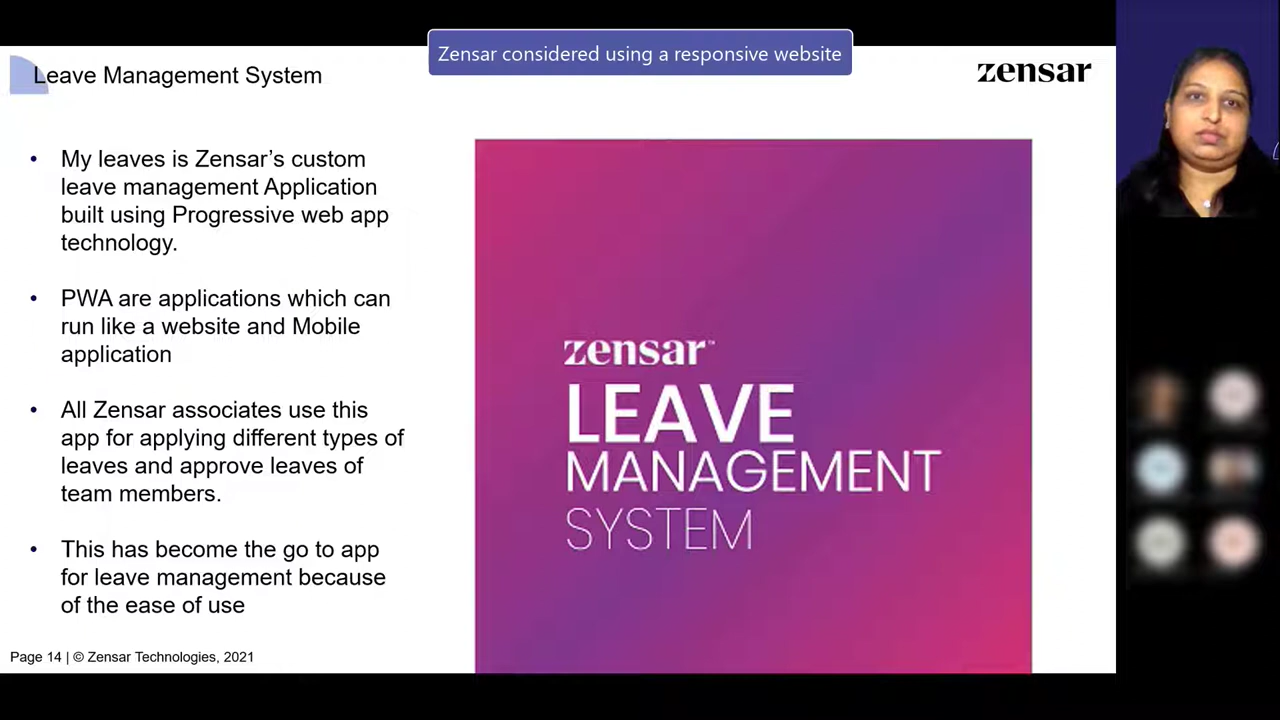 Zensar considered using a responsive website
Leave Management System
zensar
• My leaves is Zensar’s custom
leave management Application
built using Progressive web app
technology.
• PWA are applications which can
run like a website and Mobile
application
• All Zensar associates use this
app for applying different types of
leaves and approve leaves of
team members.
• This has become the go to app
for leave management because
of the ease of use
zensar™
LEAVE
MANAGEMENT
SYSTEM
Page 14 | © Zensar Technologies, 2021